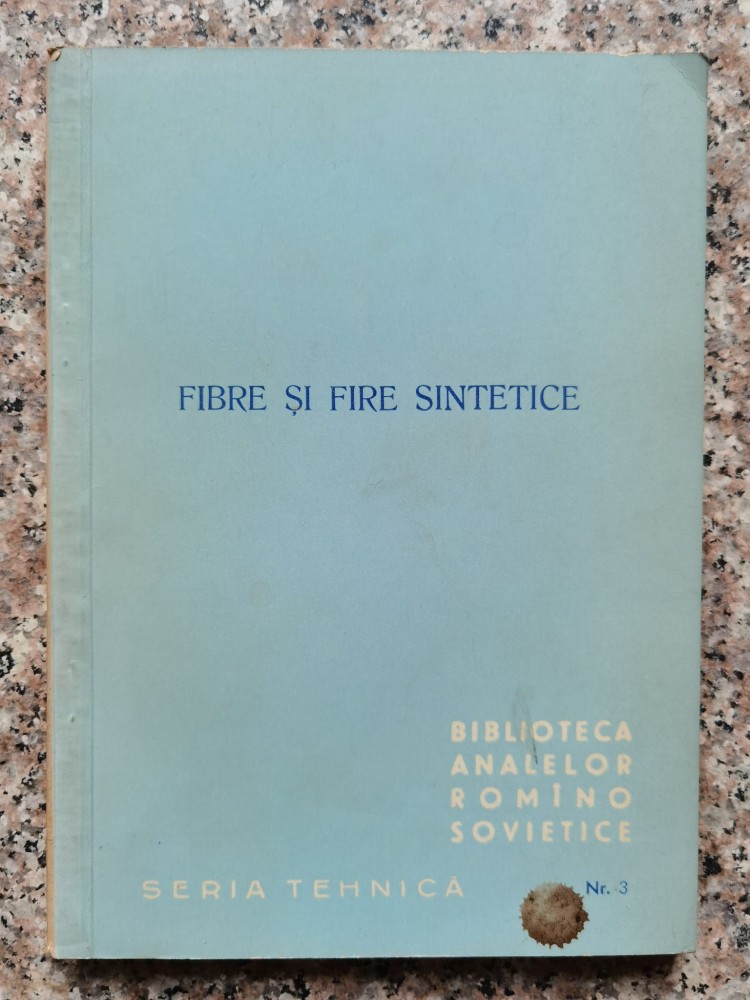 FIBRE ȘI FIRE SINTETICE
BIBLIOTECA
ANALELOR
ROMÎNO
SOVIETICE
SERIA TEHNICĂ
Nr. 3